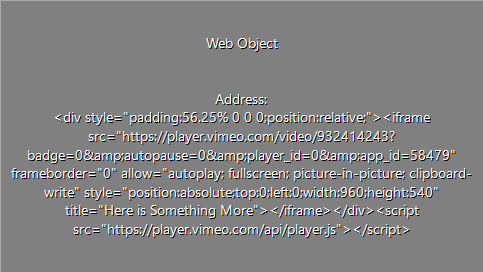 Web Object
Address:
<div style="padding:56.25% 0 0 0;position:relative;"><iframe
src="https://player.vimeo.com/video/932414243?
badge=0&amp;autopause=0&amp;player_id=0&amp;app_id=58479"
frameborder="0" allow="autoplay; fullscreen; picture-in-picture; clipboard-
write" style="position:absolute;top:0;left:0;width:960;height:540"
title="Here is Something More"></iframe></div><script
src="https://player.vimeo.com/api/player.js"></script>